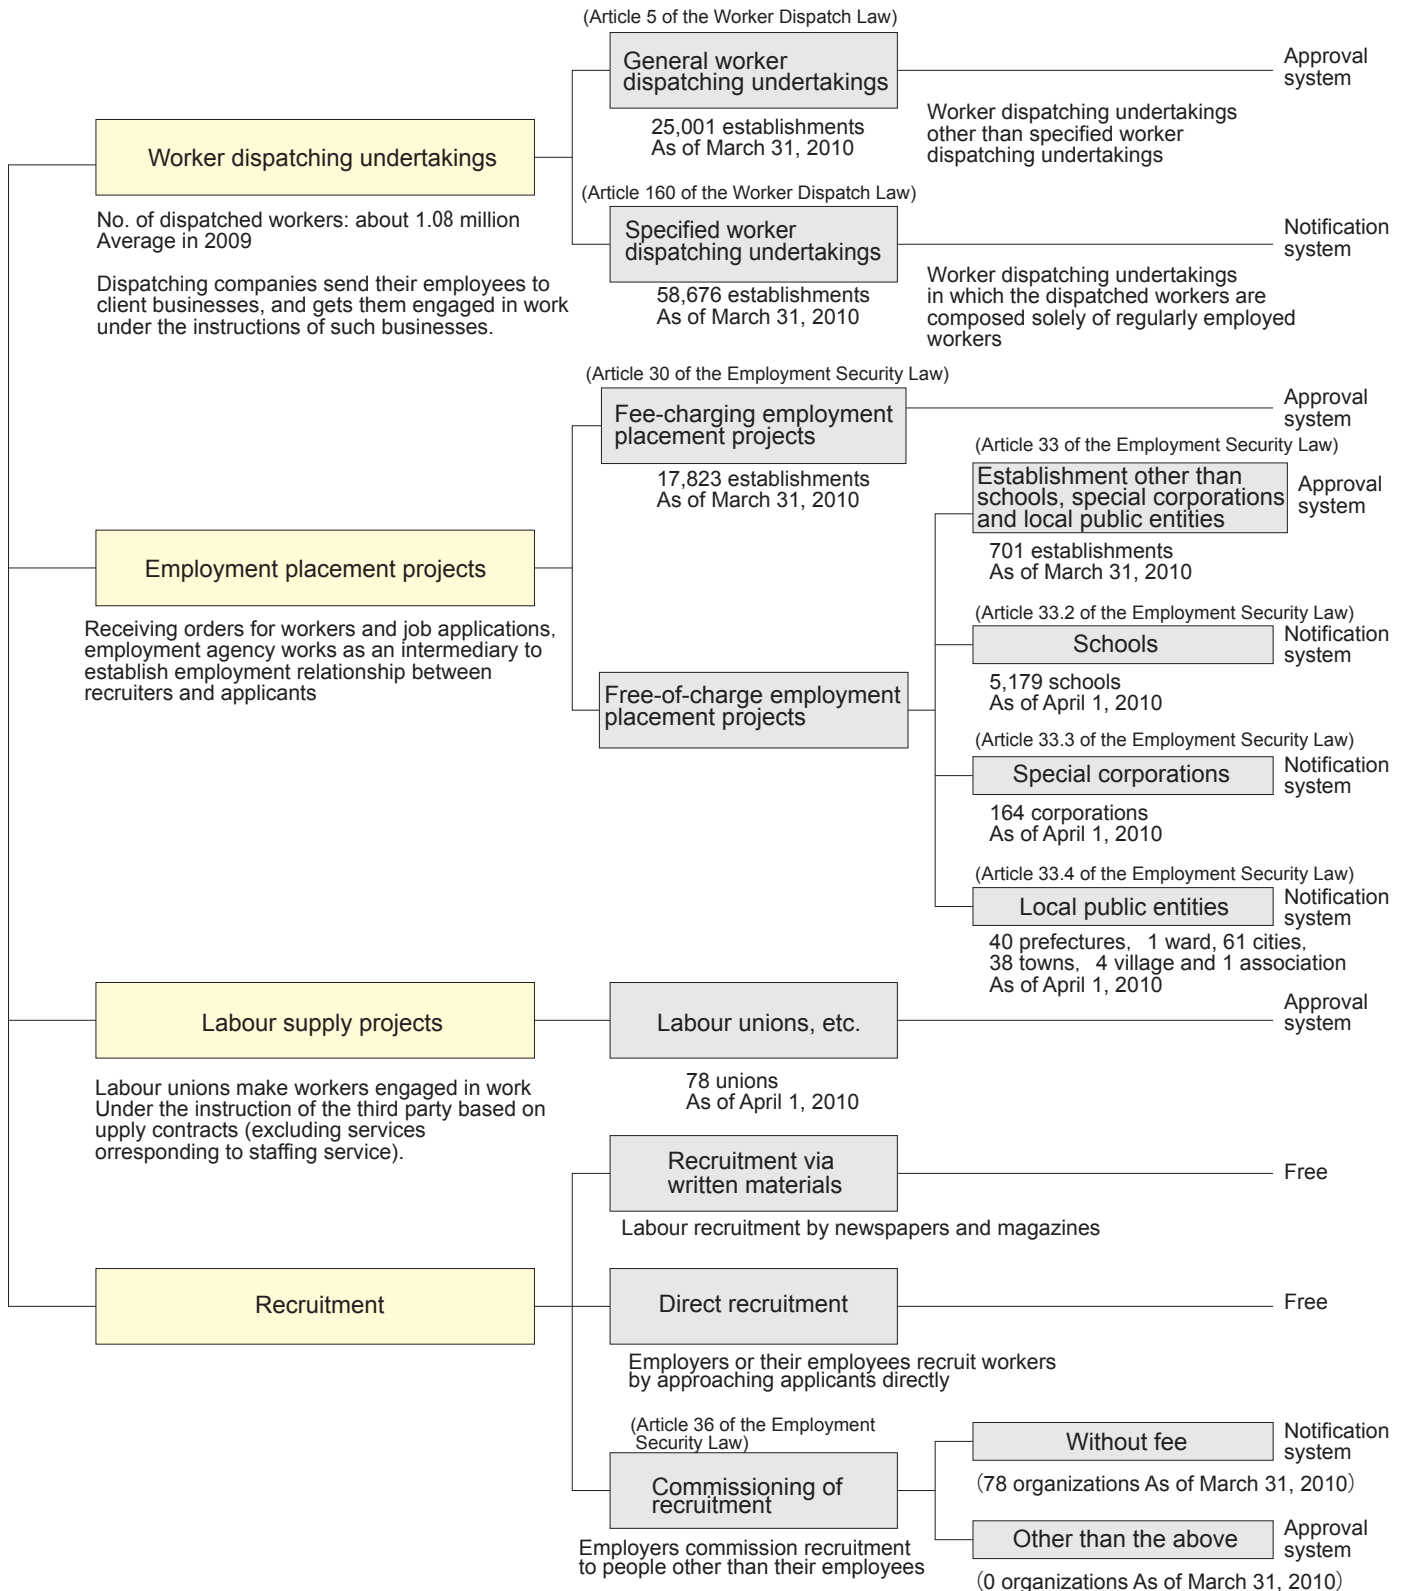 (Article 5 of the Worker Dispatch Law)
General worker
dispatching undertakings
Approval
system
25,001 establishments
As of March 31, 2010
Worker dispatching undertakings
other than specified worker
dispatching undertakings
Worker dispatching undertakings
No. of dispatched workers: about 1.08 million
Average in 2009
Dispatching companies send their employees to
client businesses, and gets them engaged in work
under the instructions of such businesses.
(Article 160 of the Worker Dispatch Law)
Specified worker
dispatching undertakings
Notification
system
58,676 establishments
As of March 31, 2010
Worker dispatching undertakings
in which the dispatched workers are
composed solely of regularly employed
workers
(Article 30 of the Employment Security Law)
Fee-charging employment
placement projects
Approval
system
17,823 establishments
As of March 31, 2010
Employment placement projects
Receiving orders for workers and job applications,
employment agency works as an intermediary to
establish employment relationship between
recruiters and applicants
Free-of-charge employment
placement projects
(Article 33 of the Employment Security Law)
Establishment other than
schools, special corporations
and local public entities
Approval
system
701 establishments
As of March 31, 2010
(Article 33.2 of the Employment Security Law)
Schools
Notification
system
5,179 schools
As of April 1, 2010
(Article 33.3 of the Employment Security Law)
Special corporations
Notification
system
164 corporations
As of April 1, 2010
(Article 33.4 of the Employment Security Law)
Local public entities
Notification
system
40 prefectures, 1 ward, 61 cities,
38 towns, 4 village and 1 association
As of April 1, 2010
Labour supply projects
Labour unions make workers engaged in work
Under the instruction of the third party based on
upply contracts (excluding services
orresponding to staffing service).
Labour unions, etc.
Approval
system
78 unions
As of April 1, 2010
Recruitment via
written materials
Free
Labour recruitment by newspapers and magazines
Recruitment
Direct recruitment
Free
Employers or their employees recruit workers
by approaching applicants directly
(Article 36 of the Employment
Security Law)
Commissioning of
recruitment
Employers commission recruitment
to people other than their employees
Without fee
Notification
system
(78 organizations As of March 31, 2010)
Other than the above
Approval
system
(0 organizations As of March 31, 2010)